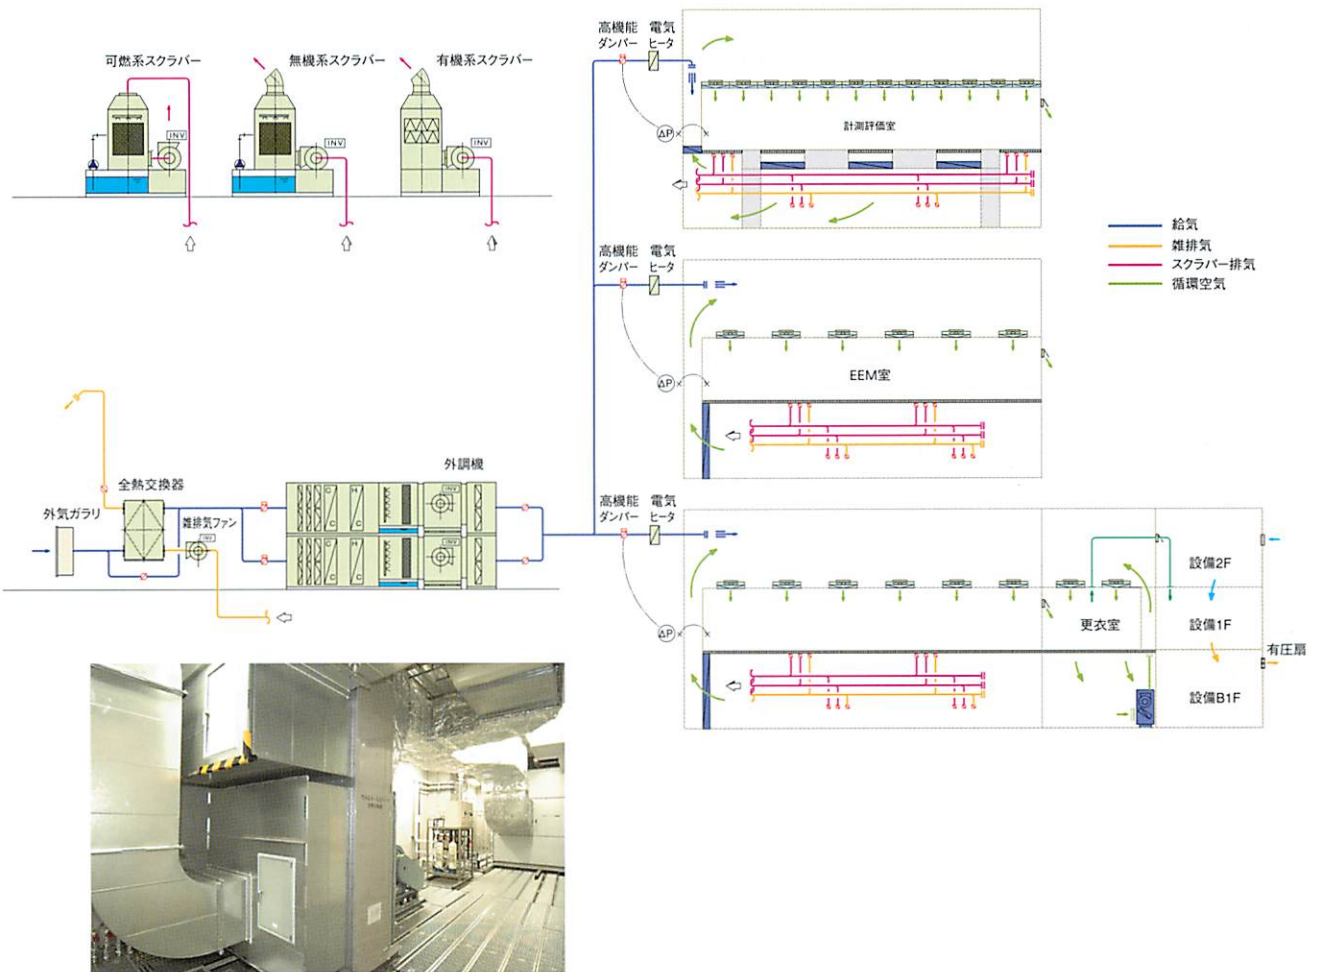 可燃系スクラバー
無機系スクラバー
有機系スクラバー
INV
INV
INV
高機能
ダンパー
電気
ヒータ
ΔP
計測評価室
給気
雑排気
スクラバー排気
循環空気
高機能
ダンパー
電気
ヒータ
ΔP
EEM室
外気ガラリ
全熱交換器
雑排気ファン
INV
外調機
C
C
H
C
INV
C
C
H
C
INV
高機能
ダンパー
電気
ヒータ
ΔP
更衣室
設備2F
設備1F
設備B1F
有圧扇